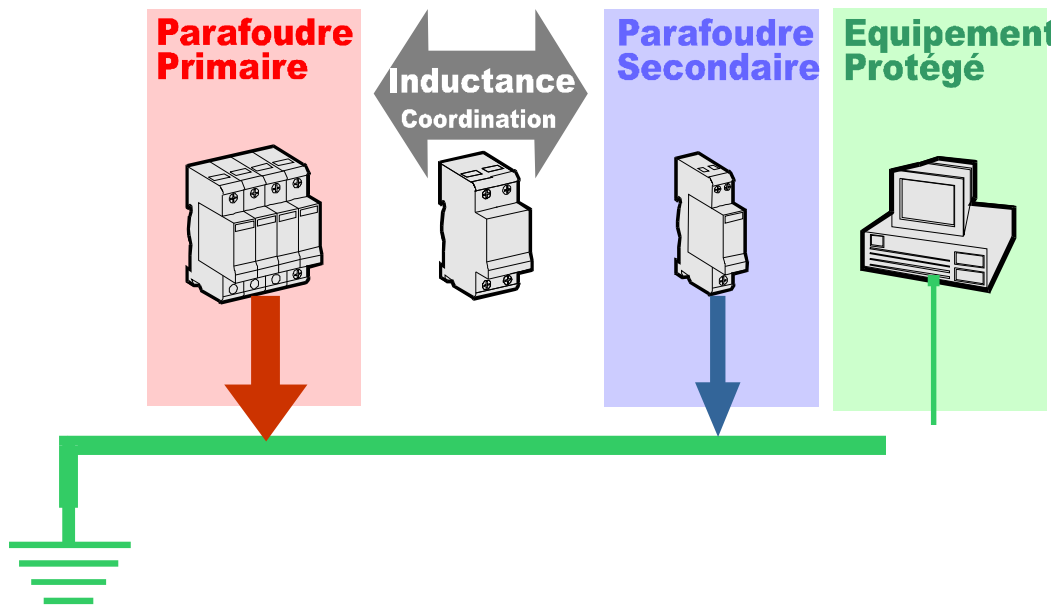 Parafoudre
Primaire
Inductance
Coordination
Parafoudre
Secondaire
Equipement
Protégé